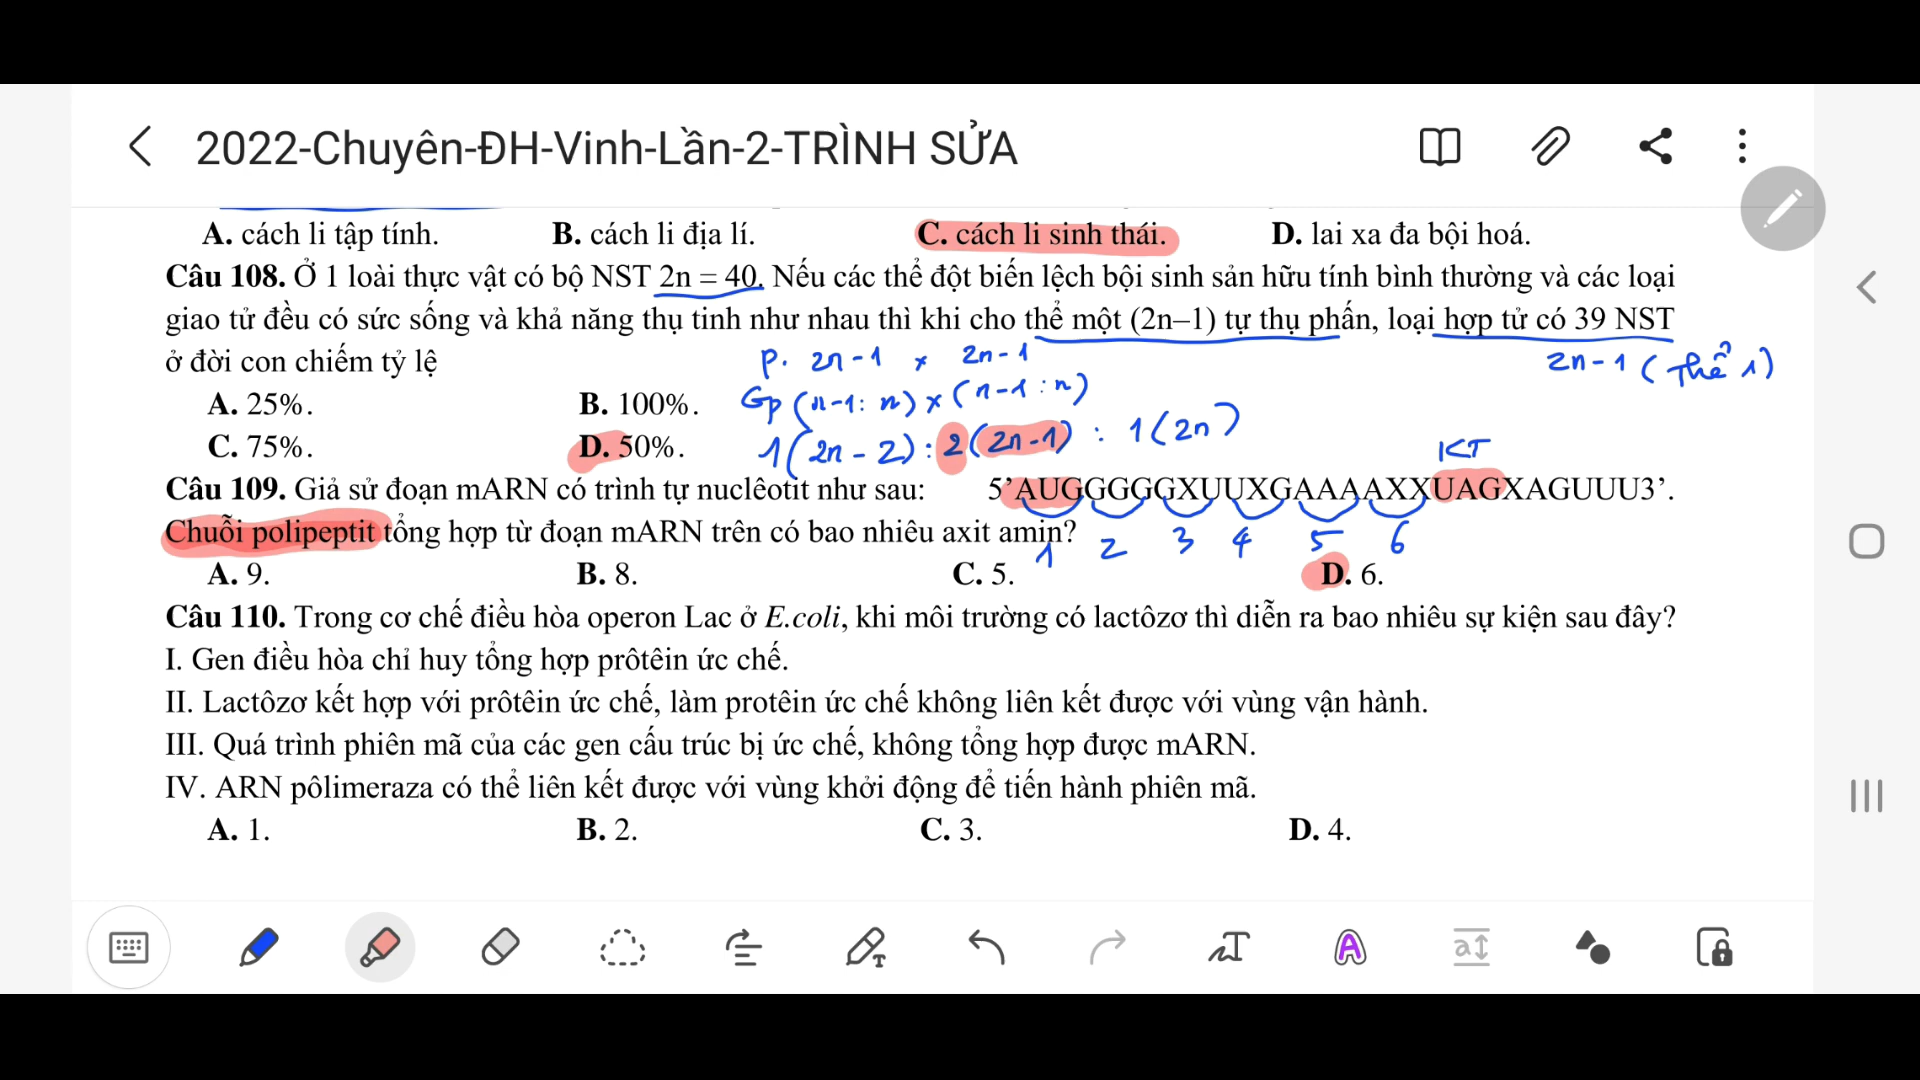 2022-Chuyên-ĐH-Vinh-Lần-2-TRÌNH SỬA
A. cách li tập tính. B. cách li địa lí. C. cách li sinh thái. D. lai xa đa bội hoá.
Câu 108. Ở 1 loài thực vật có bộ NST 2n = 40. Nếu các thể đột biến lệch bội sinh sản hữu tính bình thường và các loại
giao tử đều có sức sống và khả năng thụ tinh như nhau thì khi cho thể một (2n–1) tự thụ phấn, loại hợp tử có 39 NST
ở đời con chiếm tỷ lệ
P. 2n-1 x 2n-1
2n-1 (Thể 1)
A. 25%. B. 100%.
Gp (n-1: n) x (n-1: n)
C. 75%. D. 50%.
1(2n-2): 2(2n-1) : 1(2n)
KT
Câu 109. Giả sử đoạn mARN có trình tự nuclêotit như sau: 5’AUGGGGGXUUXGAAAAXXUAGXAGUUU3’.
Chuỗi polipeptit tổng hợp từ đoạn mARN trên có bao nhiêu axit amin?
1 2 3 4 5 6
A. 9. B. 8. C. 5. D. 6.
Câu 110. Trong cơ chế điều hòa operon Lac ở E.coli, khi môi trường có lactôzơ thì diễn ra bao nhiêu sự kiện sau đây?
I. Gen điều hòa chỉ huy tổng hợp prôtêin ức chế.
II. Lactôzơ kết hợp với prôtêin ức chế, làm protêin ức chế không liên kết được với vùng vận hành.
III. Quá trình phiên mã của các gen cấu trúc bị ức chế, không tổng hợp được mARN.
IV. ARN pôlimeraza có thể liên kết được với vùng khởi động để tiến hành phiên mã.
A. 1. B. 2. C. 3. D. 4.